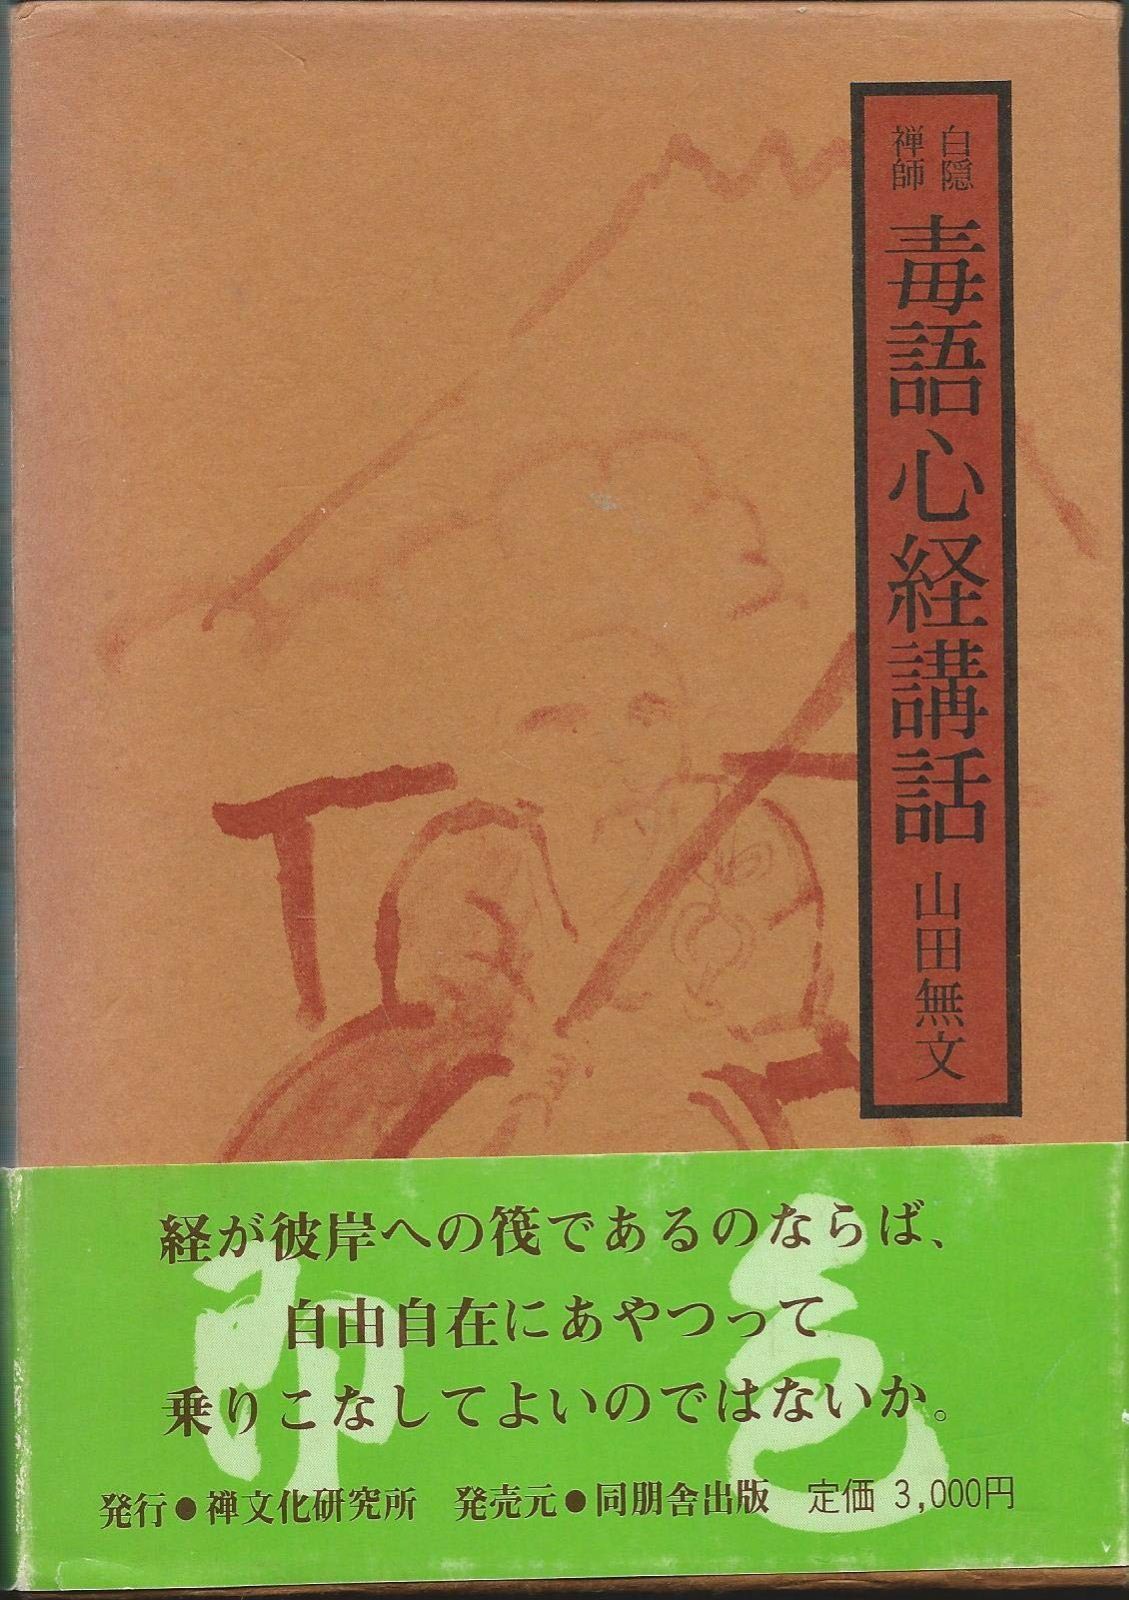 白隠
禅師
毒語心経講話
山田無文
色
即
経が彼岸への筏であるのならば、
自由自在にあやつって
乗りこなしてよいのではないか。
発行●禅文化研究所 発売元●同朋舎出版 定価 3,000円